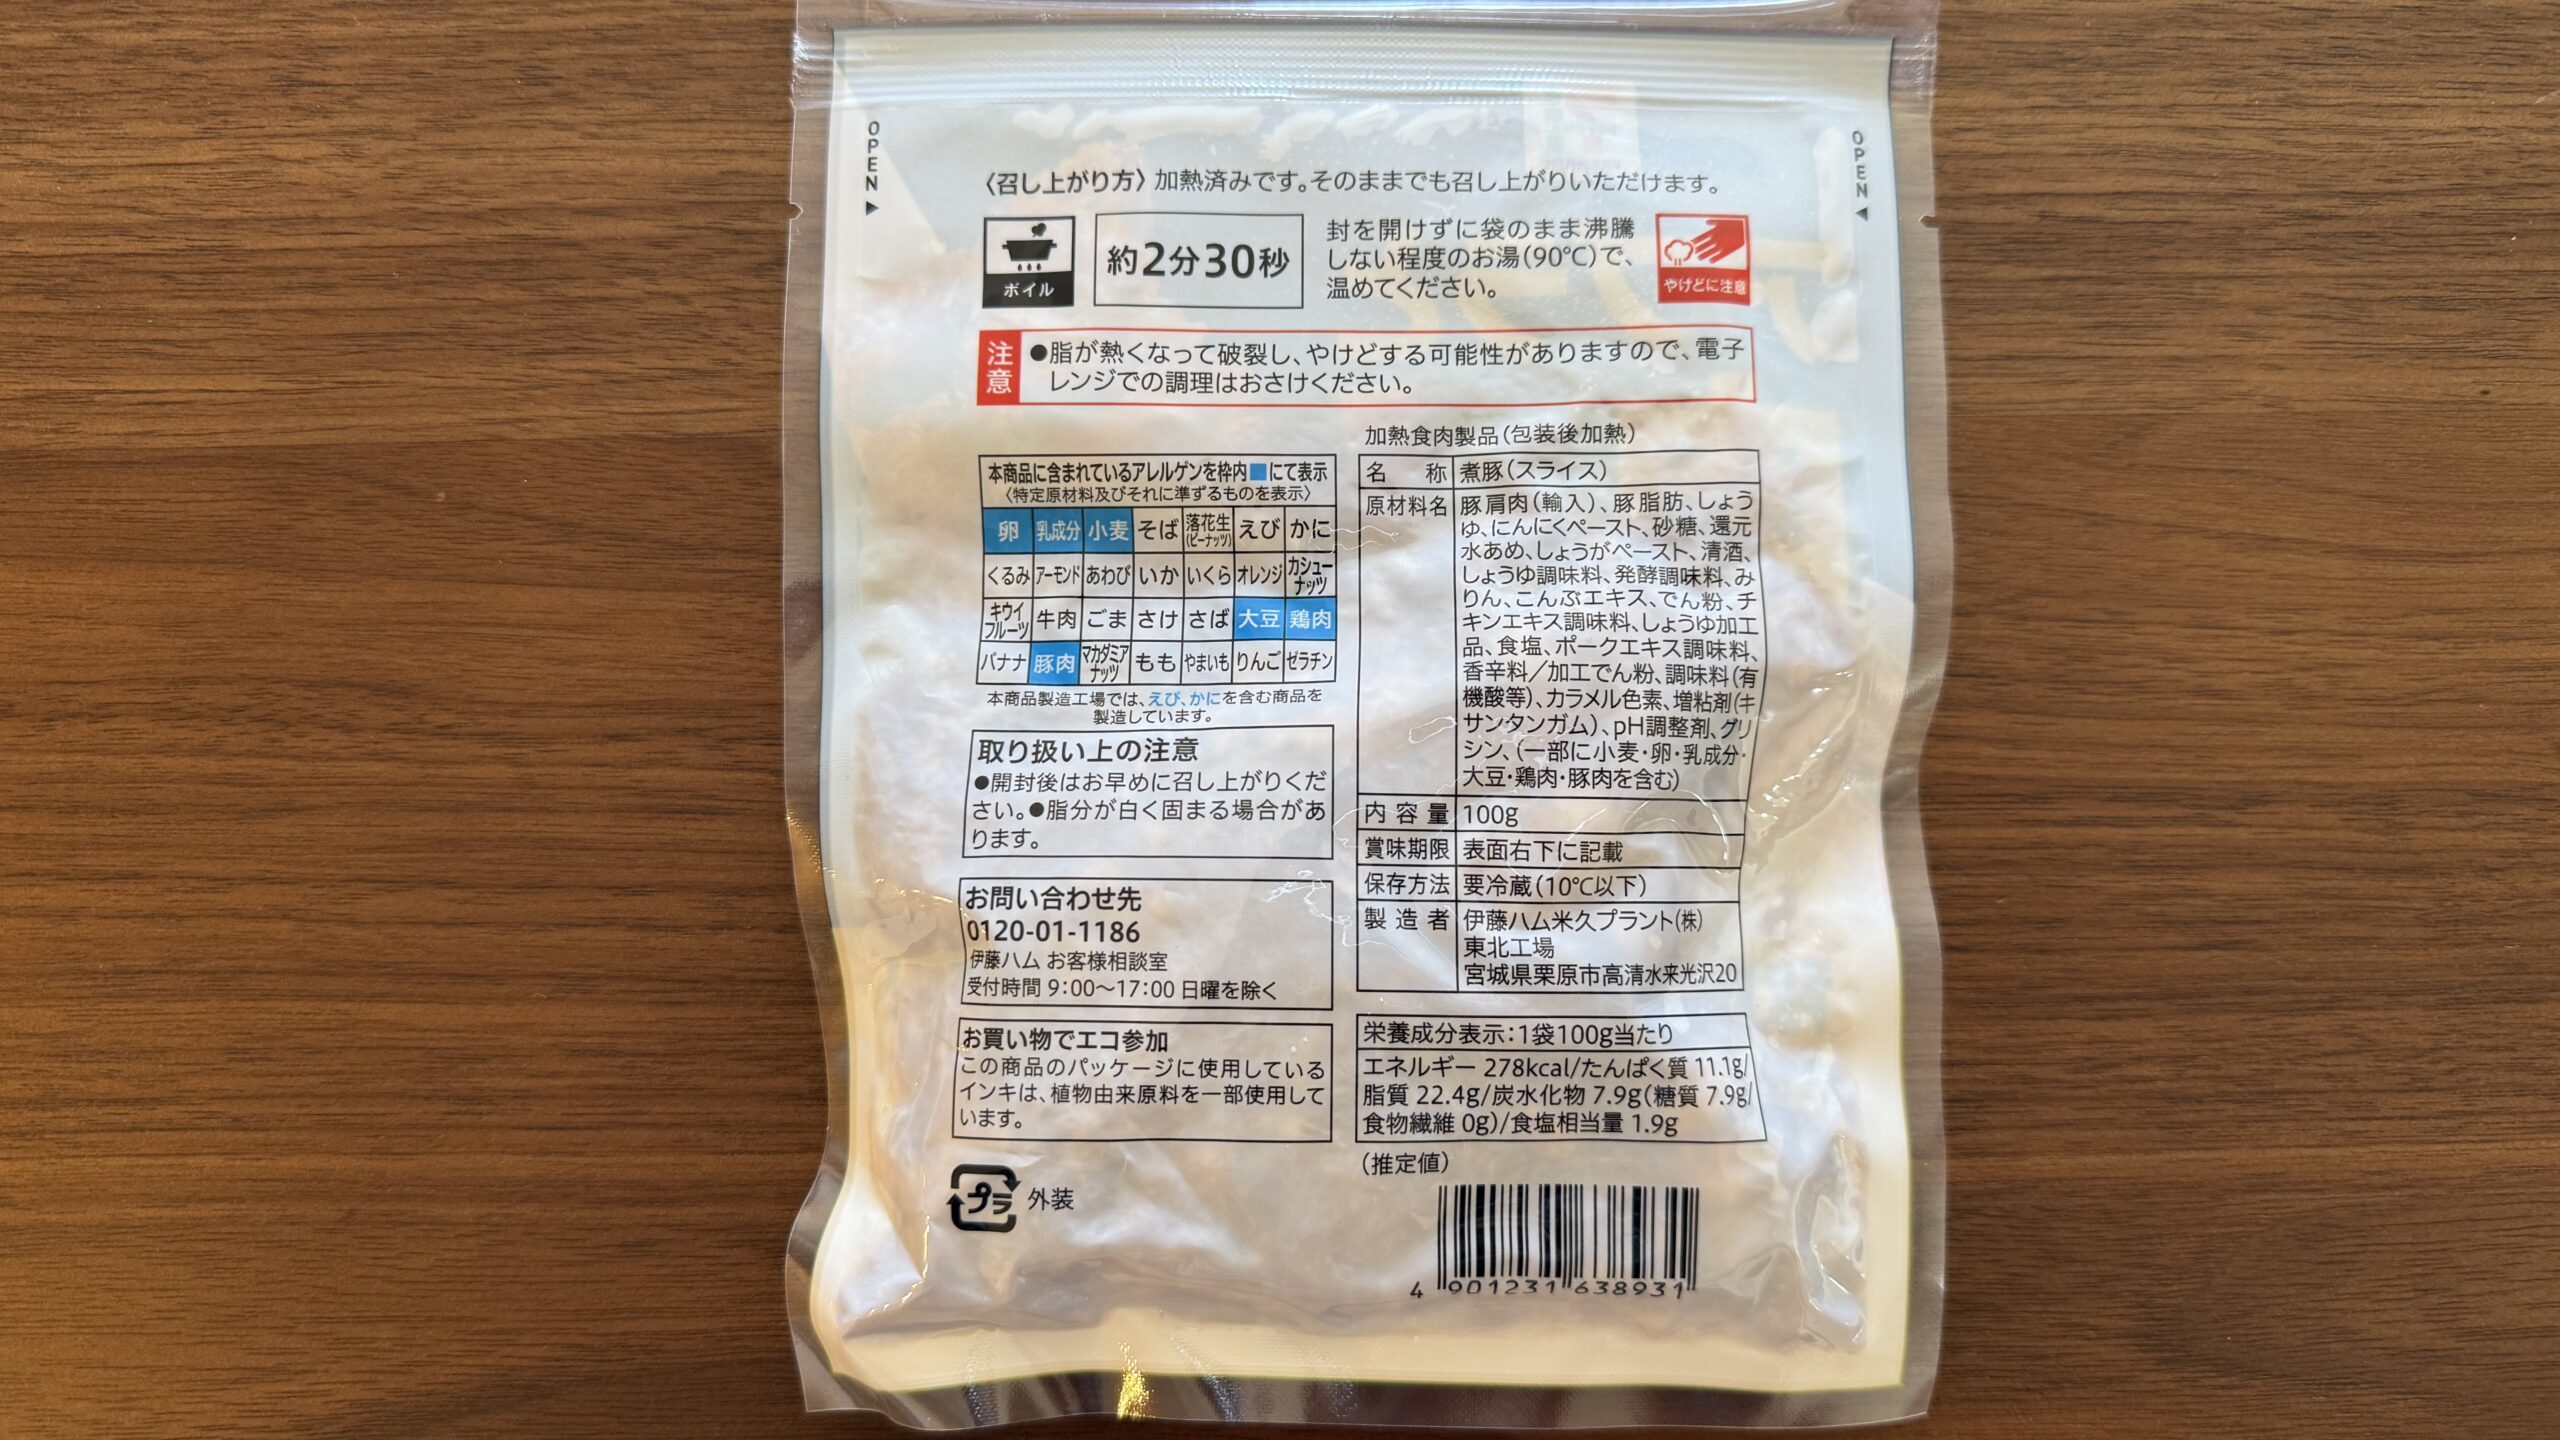 OPEN
OPEN
〈召し上がり方〉加熱済みです。そのままでも召し上がりいただけます。
ボイル
約2分30秒
封を開けずに袋のまま沸騰
しない程度のお湯(90℃)で、
温めてください。
やけどに注意
注意
●脂が熱くなって破裂し、やけどする可能性がありますので、電子
レンジでの調理はおさけください。
本商品に含まれているアレルゲンを枠内■にて表示
〈特定原材料及びそれに準ずるものを表示〉
卵 乳成分 小麦 そば 落花生(ピーナッツ) えび かに
くるみ アーモンド あわび いか いくら オレンジ カシューナッツ
キウイフルーツ 牛肉 ごま さけ さば 大豆 鶏肉
バナナ 豚肉 マカダミアナッツ もも やまいも りんご ゼラチン
本商品製造工場では、えび、かにを含む商品を
製造しています。
取り扱い上の注意
●開封後はお早めに召し上がりくだ
さい。●脂分が白く固まる場合があ
ります。
お問い合わせ先
0120-01-1186
伊藤ハム お客様相談室
受付時間 9:00〜17:00 日曜を除く
お買い物でエコ参加
この商品のパッケージに使用している
インキは、植物由来原料を一部使用して
います。
プラ 外装
加熱食肉製品(包装後加熱)
名称 煮豚(スライス)
原材料名 豚肩肉(輸入)、豚脂肪、しょう
ゆ、にんにくペースト、砂糖、還元
水あめ、しょうがペースト、清酒、
しょうゆ調味料、発酵調味料、み
りん、こんぶエキス、でん粉、チ
キンエキス調味料、しょうゆ加工
品、食塩、ポークエキス調味料、
香辛料/加工でん粉、調味料(有
機酸等)、カラメル色素、増粘剤(キ
サンタンガム)、pH調整剤、グリ
シン、(一部に小麦・卵・乳成分・
大豆・鶏肉・豚肉を含む)
内容量 100g
賞味期限 表面右下に記載
保存方法 要冷蔵(10℃以下)
製造者 伊藤ハム米久プラント(株)
東北工場
宮城県栗原市高清水来光沢20
栄養成分表示:1袋100g当たり
エネルギー 278kcal/たんぱく質 11.1g/
脂質 22.4g/炭水化物 7.9g(糖質 7.9g/
食物繊維 0g)/食塩相当量 1.9g
(推定値)
4 901231 638931